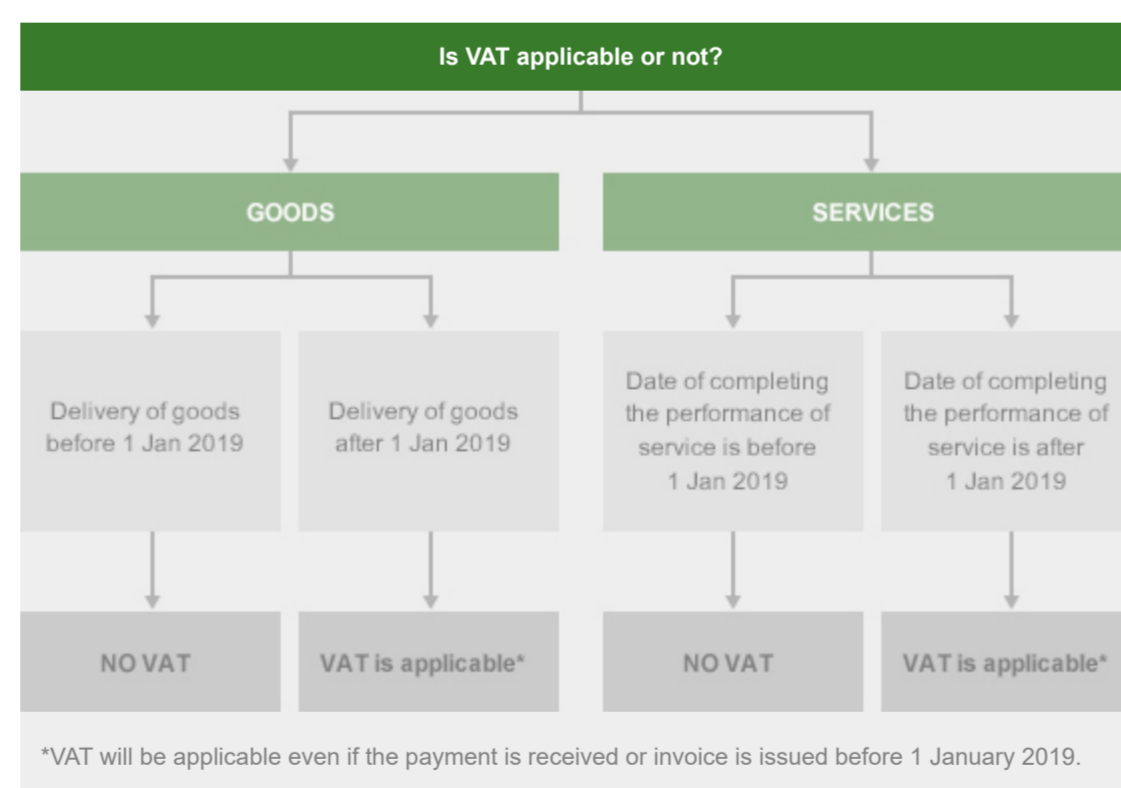 Is VAT applicable or not?
GOODS
SERVICES
Delivery of goods
before 1 Jan 2019
Delivery of goods
after 1 Jan 2019
Date of completing
the performance of
service is before
1 Jan 2019
Date of completing
the performance of
service is after
1 Jan 2019
NO VAT
VAT is applicable*
NO VAT
VAT is applicable*
*VAT will be applicable even if the payment is received or invoice is issued before 1 January 2019.